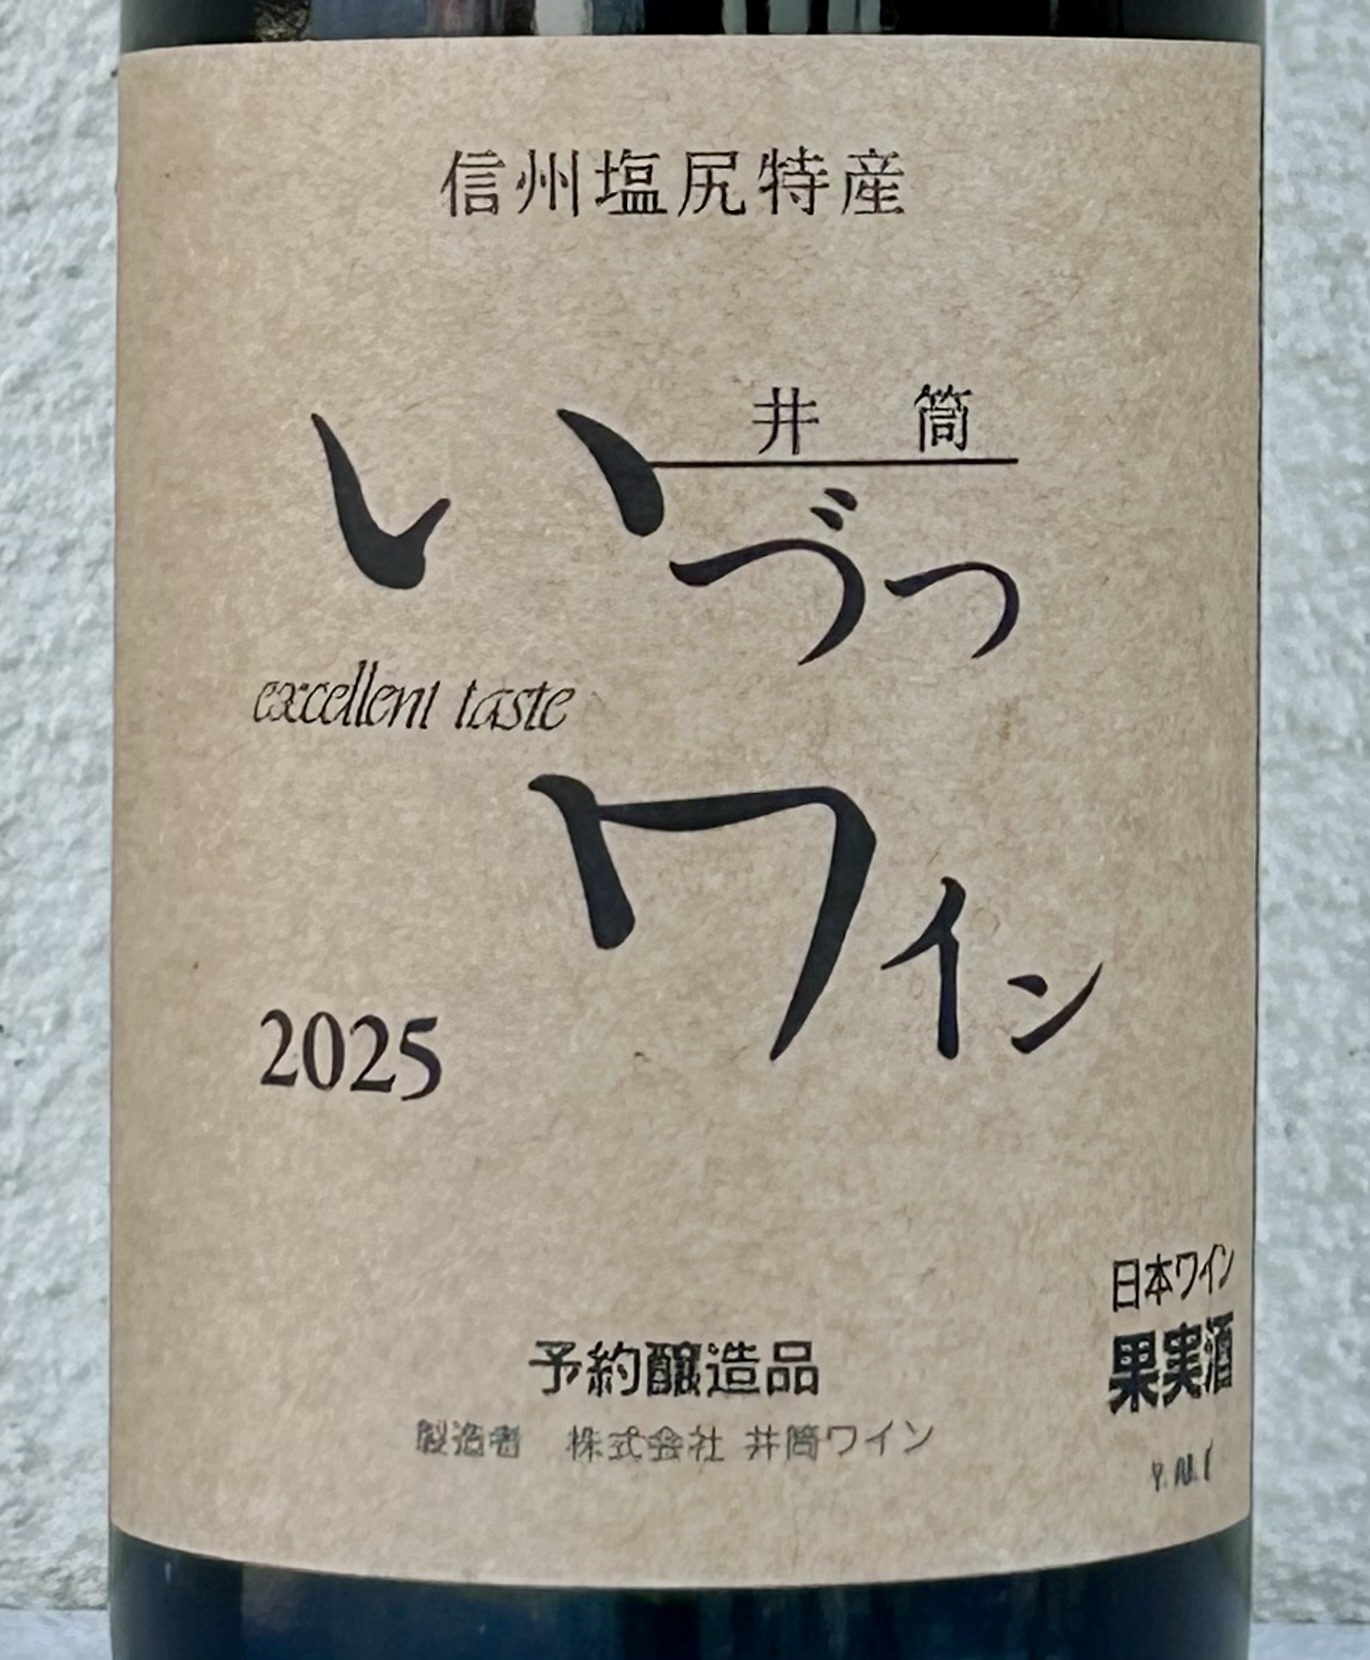 信州塩尻特産
井筒
いづつ
excellent taste
ワイン
2025
日本ワイン
果実酒
予約醸造品
製造者 株式会社 井筒ワイン